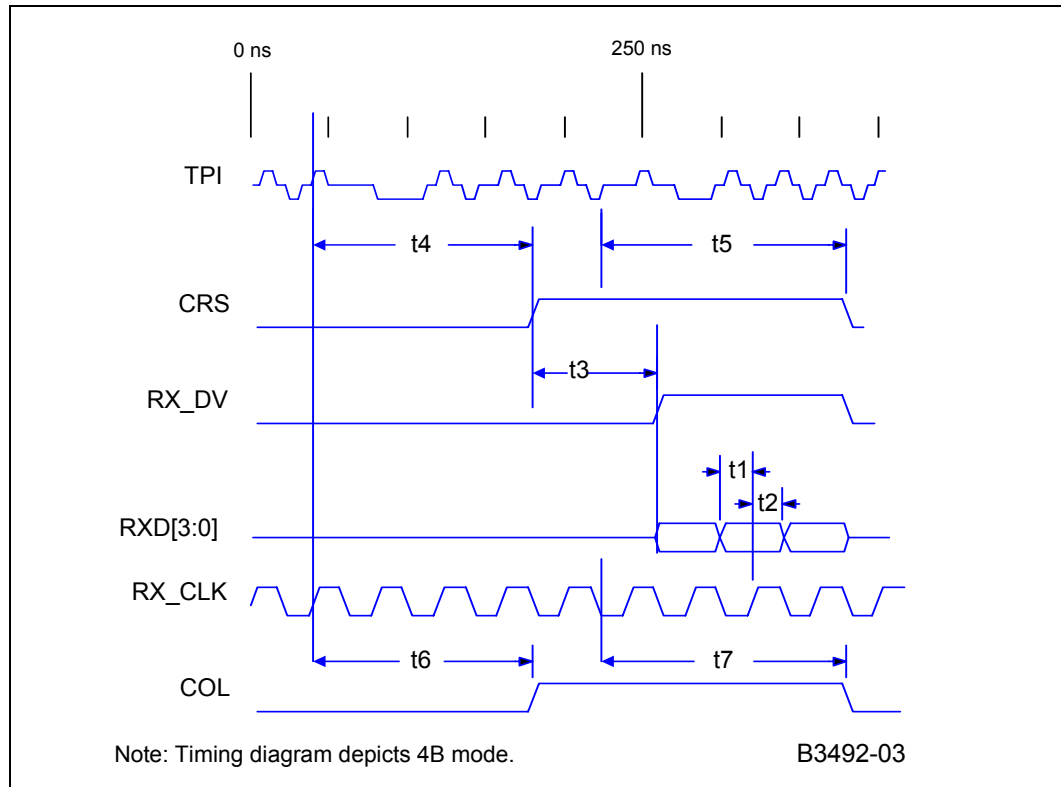 0 ns 250 ns
TPI
t4 t5
CRS
t3
RX_DV
t1
t2
RXD[3:0]
RX_CLK
t6 t7
COL
Note: Timing diagram depicts 4B mode. B3492-03